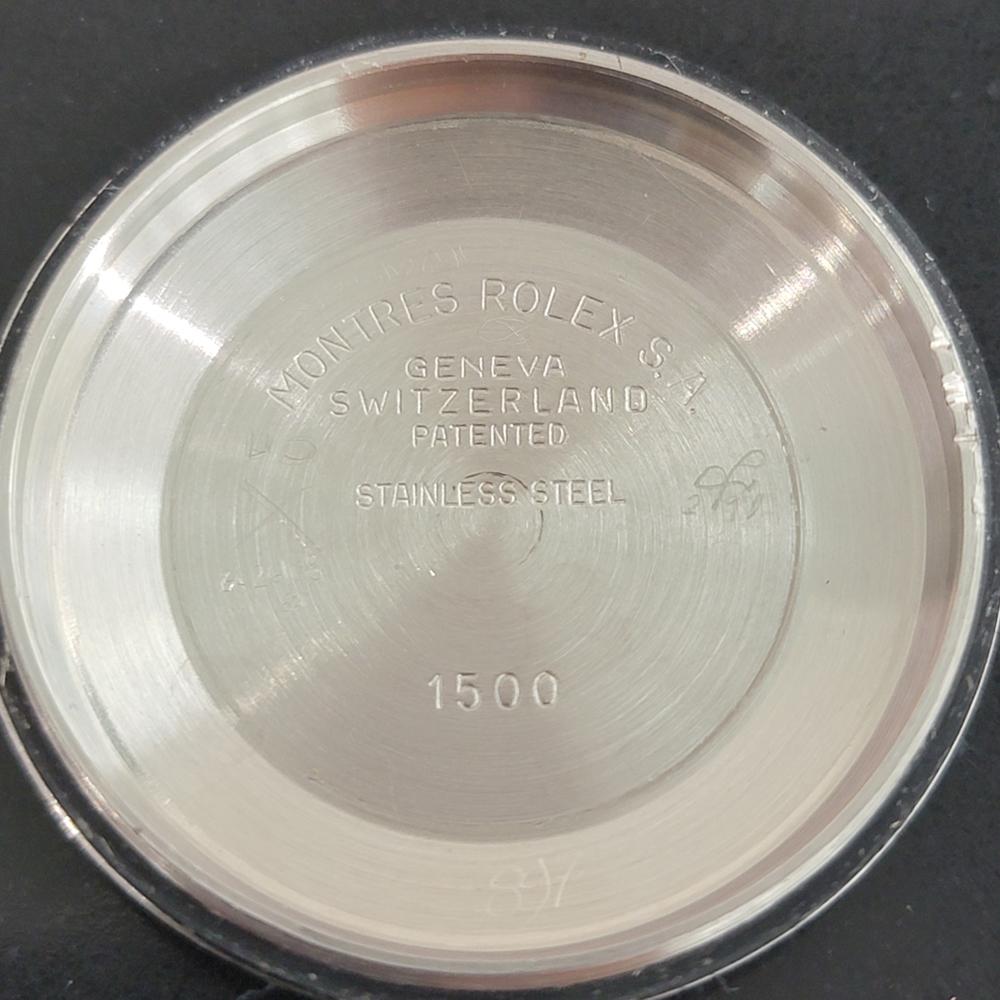 MONTRES ROLEX S.A.
GENEVA
SWITZERLAND
PATENTED
STAINLESS STEEL
1500